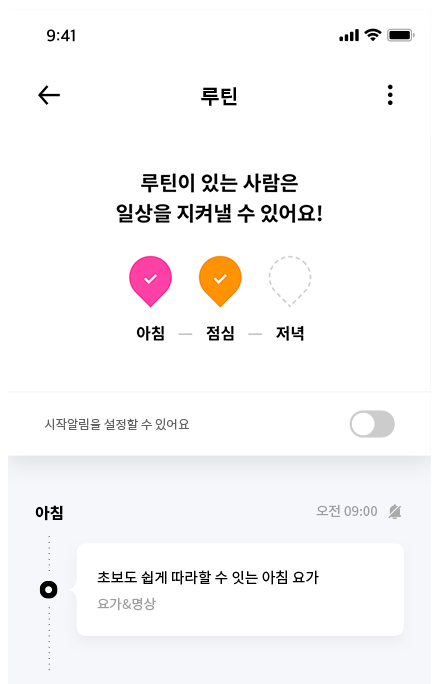 9:41
루틴
루틴이 있는 사람은
일상을 지켜낼 수 있어요!
아침 — 점심 — 저녁
시작알림을 설정할 수 있어요
아침
오전 09:00
초보도 쉽게 따라할 수 잇는 아침 요가
요가&명상